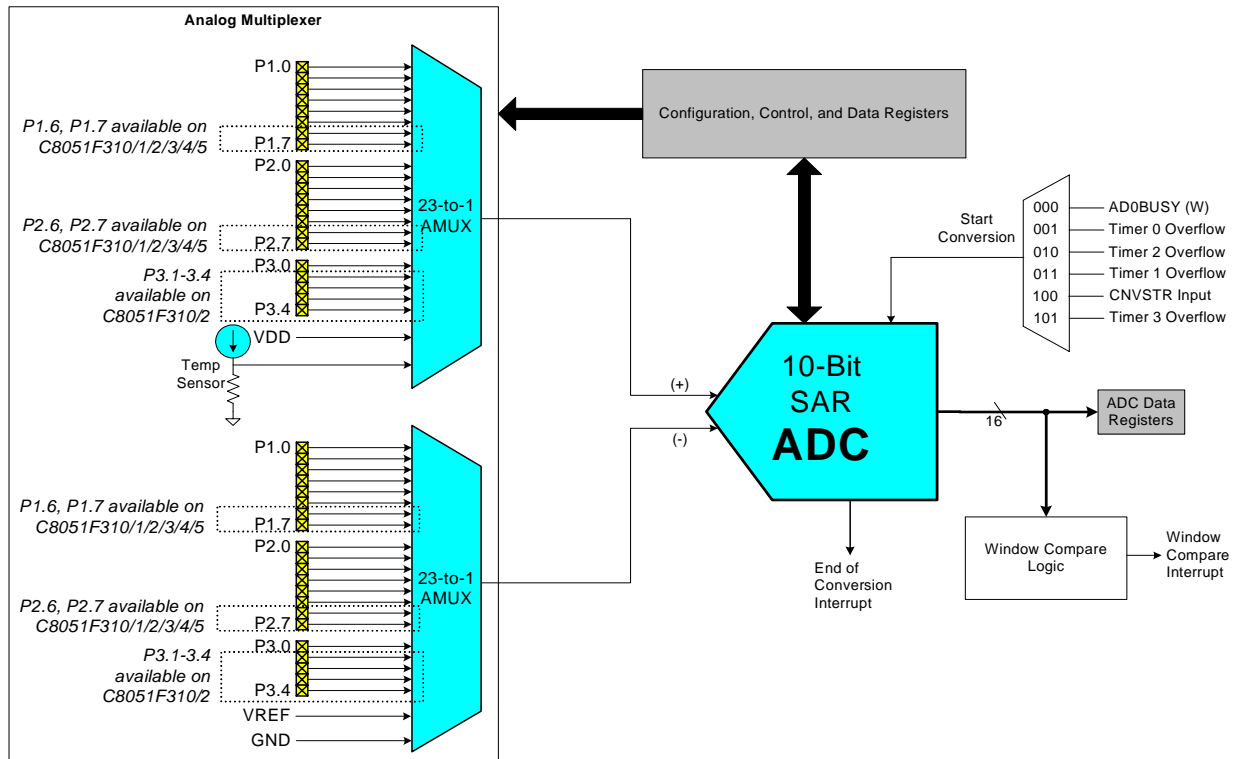 Analog Multiplexer
P1.0
P1.6, P1.7 available on
C8051F310/1/2/3/4/5
P1.7
P2.0
P2.6, P2.7 available on
C8051F310/1/2/3/4/5
P2.7
P3.0
P3.1-3.4
available on
C8051F310/2
P3.4
VDD
Temp
Sensor
23-to-1
AMUX
P1.0
P1.6, P1.7 available on
C8051F310/1/2/3/4/5
P1.7
P2.0
P2.6, P2.7 available on
C8051F310/1/2/3/4/5
P2.7
P3.0
P3.1-3.4
available on
C8051F310/2
P3.4
VREF
GND
23-to-1
AMUX
Configuration, Control, and Data Registers
Start
Conversion
000 AD0BUSY (W)
001 Timer 0 Overflow
010 Timer 2 Overflow
011 Timer 1 Overflow
100 CNVSTR Input
101 Timer 3 Overflow
(+)
(-)
10-Bit
SAR
ADC
16
ADC Data
Registers
End of
Conversion
Interrupt
Window Compare
Logic
Window
Compare
Interrupt